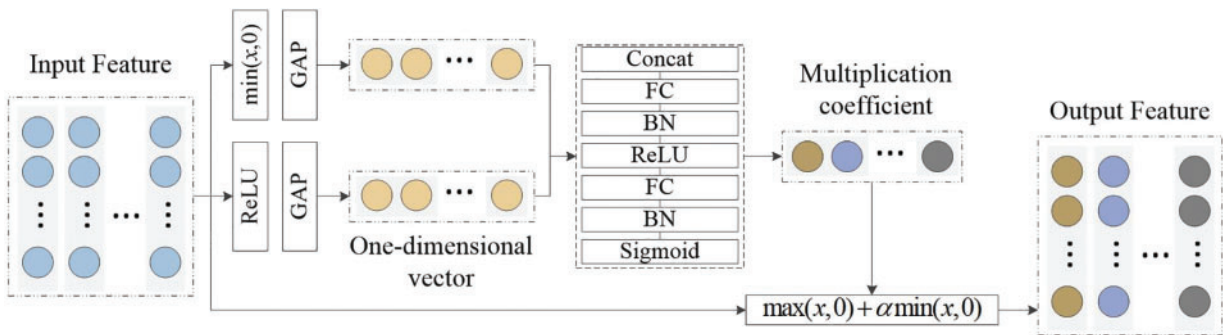 Input Feature
min(x,0)
GAP
ReLU
GAP
One-dimensional
vector
Concat
FC
BN
ReLU
FC
BN
Sigmoid
Multiplication
coefficient
max(x,0)+αmin(x,0)
Output Feature